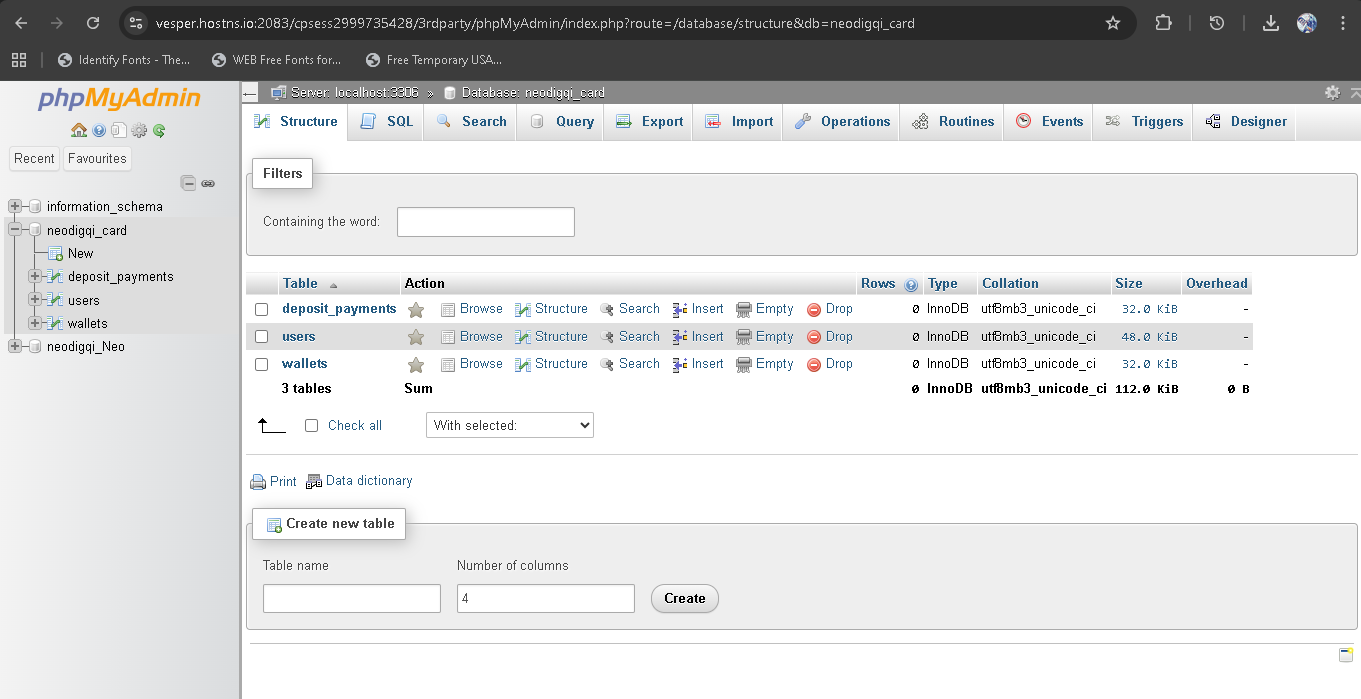 vesper.hostns.io:2083/cpsess2999735428/3rdparty/phpMyAdmin/index.php?route=/database/structure&db=neodigqi_card
Identify Fonts - The...
WEB Free Fonts for...
Free Temporary USA...
phpMyAdmin
Recent
Favourites
information_schema
neodigqi_card
New
deposit_payments
users
wallets
neodigqi_Neo
Server: localhost:3306 » Database: neodigqi_card
Structure SQL Search Query Export Import Operations Routines Events Triggers Designer
Filters
Containing the word:
Table Action Rows Type Collation Size Overhead
deposit_payments Browse Structure Search Insert Empty Drop 0 InnoDB utf8mb3_unicode_ci 32.0 KiB -
users Browse Structure Search Insert Empty Drop 0 InnoDB utf8mb3_unicode_ci 48.0 KiB -
wallets Browse Structure Search Insert Empty Drop 0 InnoDB utf8mb3_unicode_ci 32.0 KiB -
3 tables Sum 0 InnoDB utf8mb3_unicode_ci 112.0 KiB 0 B
Check all With selected:
Print Data dictionary
Create new table
Table name Number of columns
4 Create